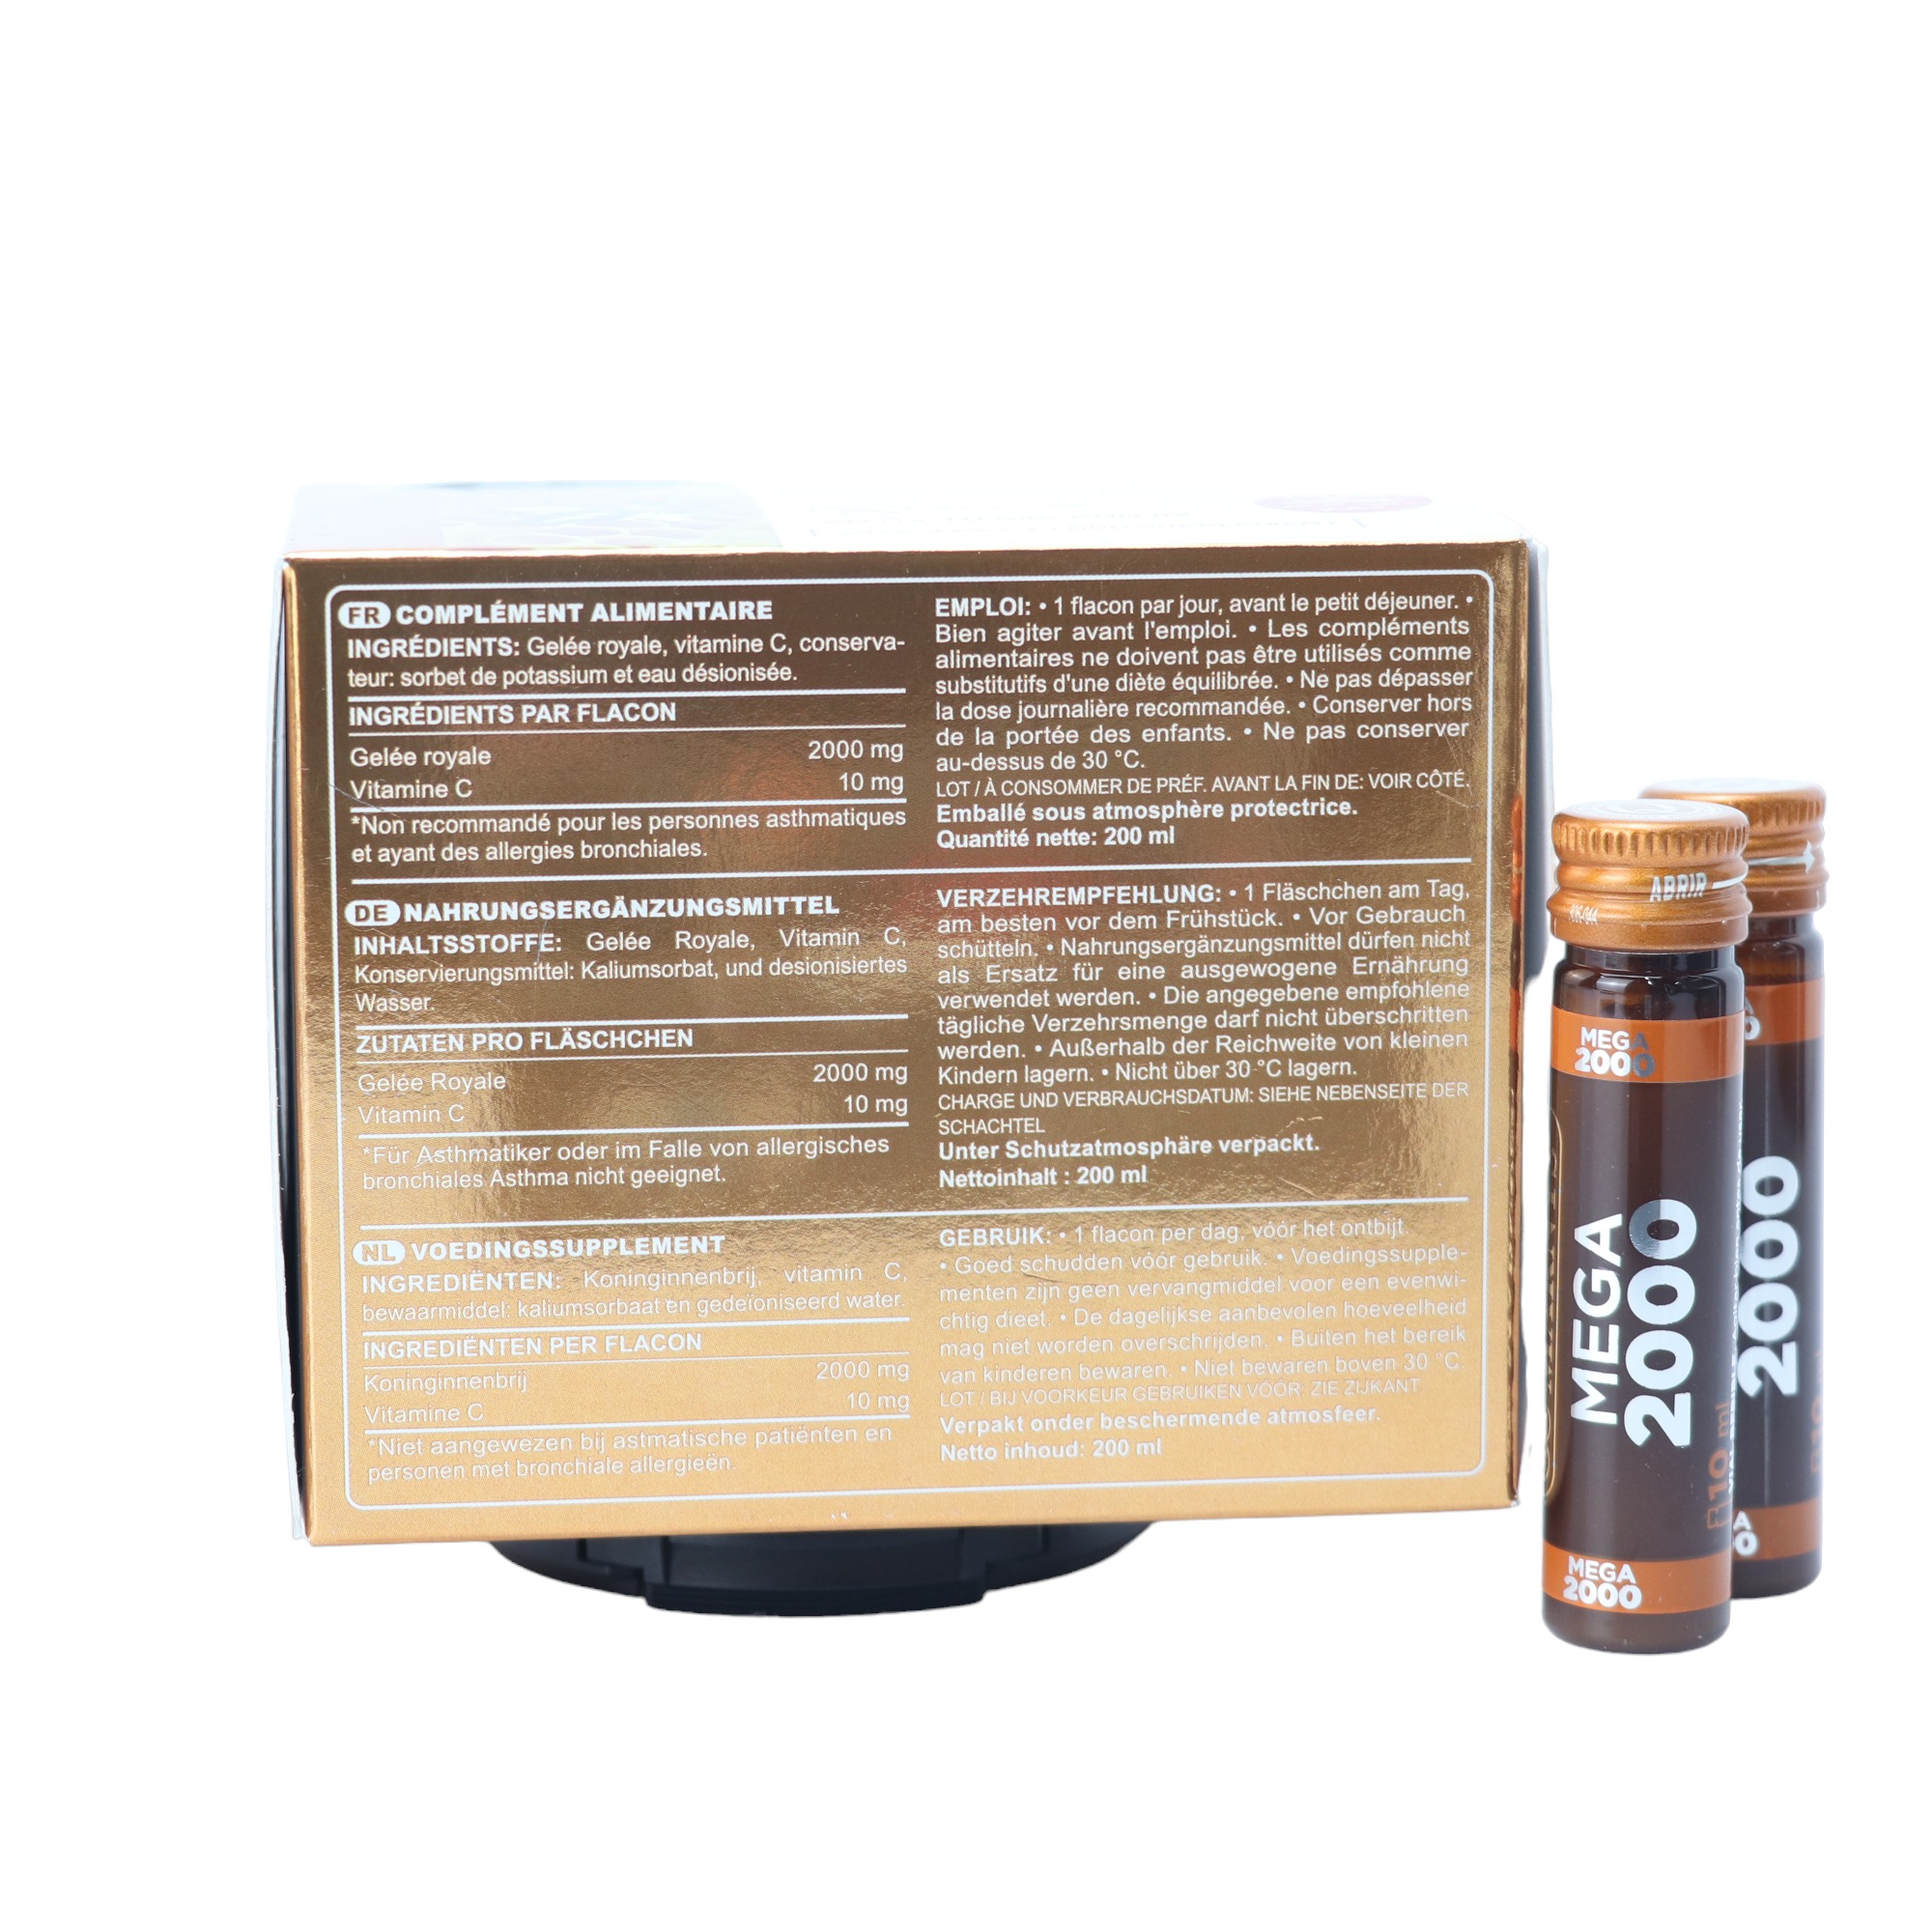 FR COMPLÉMENT ALIMENTAIRE
INGRÉDIENTS: Gelée royale, vitamine C, conserva-
teur: sorbet de potassium et eau désionisée.
INGRÉDIENTS PAR FLACON
Gelée royale 2000 mg
Vitamine C 10 mg
*Non recommandé pour les personnes asthmatiques
et ayant des allergies bronchiales.
EMPLOI: • 1 flacon par jour, avant le petit déjeuner. •
Bien agiter avant l'emploi. • Les compléments
alimentaires ne doivent pas être utilisés comme
substitutifs d'une diète équilibrée. • Ne pas dépasser
la dose journalière recommandée. • Conserver hors
de la portée des enfants. • Ne pas conserver
au-dessus de 30 °C.
LOT / À CONSOMMER DE PRÉF. AVANT LA FIN DE: VOIR CÔTÉ.
Emballé sous atmosphère protectrice.
Quantité nette: 200 ml
DE NAHRUNGSERGÄNZUNGSMITTEL
INHALTSSTOFFE: Gelée Royale, Vitamin C,
Konservierungsmittel: Kaliumsorbat, und desionisiertes
Wasser.
ZUTATEN PRO FLÄSCHCHEN
Gelée Royale 2000 mg
Vitamin C 10 mg
*Für Asthmatiker oder im Falle von allergisches
bronchiales Asthma nicht geeignet.
VERZEHREMPFEHLUNG: • 1 Fläschchen am Tag,
am besten vor dem Frühstück. • Vor Gebrauch
schütteln. • Nahrungsergänzungsmittel dürfen nicht
als Ersatz für eine ausgewogene Ernährung
verwendet werden. • Die angegebene empfohlene
tägliche Verzehrsmenge darf nicht überschritten
werden. • Außerhalb der Reichweite von kleinen
Kindern lagern. • Nicht über 30 °C lagern.
CHARGE UND VERBRAUCHSDATUM: SIEHE NEBENSEITE DER
SCHACHTEL
Unter Schutzatmosphäre verpackt.
Nettoinhalt : 200 ml
NL VOEDINGSSUPPLEMENT
INGREDIËNTEN: Koninginnenbrij, vitamin C,
bewaarmiddel: kaliumsorbaat en gedeïoniseerd water.
INGREDIËNTEN PER FLACON
Koninginnenbrij 2000 mg
Vitamine C 10 mg
*Niet aangewezen bij astmatische patiënten en
personen met bronchiale allergieën.
GEBRUIK: • 1 flacon per dag, vóór het ontbijt.
• Goed schudden vóór gebruik. • Voedingssupple-
menten zijn geen vervangmiddel voor een evenwi-
chtig dieet. • De dagelijkse aanbevolen hoeveelheid
mag niet worden overschrijden. • Buiten het bereik
van kinderen bewaren. • Niet bewaren boven 30 °C.
LOT / BIJ VOORKEUR GEBRUIKEN VÓÓR: ZIE ZIJKANT
Verpakt onder beschermende atmosfeer.
Netto inhoud: 200 ml
ABRIR
MEGA
2000
MEGA
2000
10 ml
MEGA
2000
2000